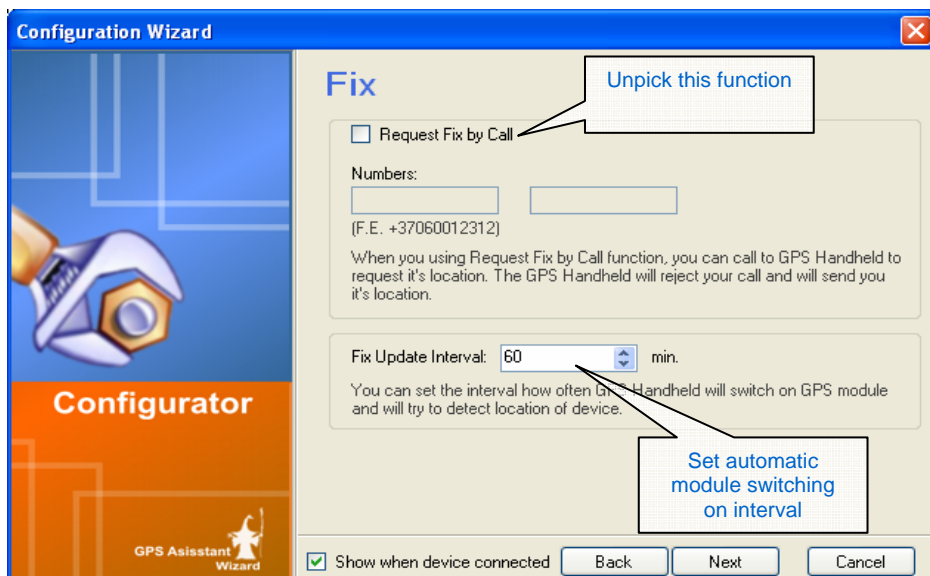 Configuration Wizard
Fix
Unpick this function
Request Fix by Call
Numbers:
(F.E. +37060012312)
When you using Request Fix by Call function, you can call to GPS Handheld to
request it's location. The GPS Handheld will reject your call and will send you
it's location.
Fix Update Interval: 60 min.
You can set the interval how often GPS Handheld will switch on GPS module
and will try to detect location of device.
Set automatic
module switching
on interval
Configurator
GPS Asisstant
Wizard
Show when device connected Back Next Cancel